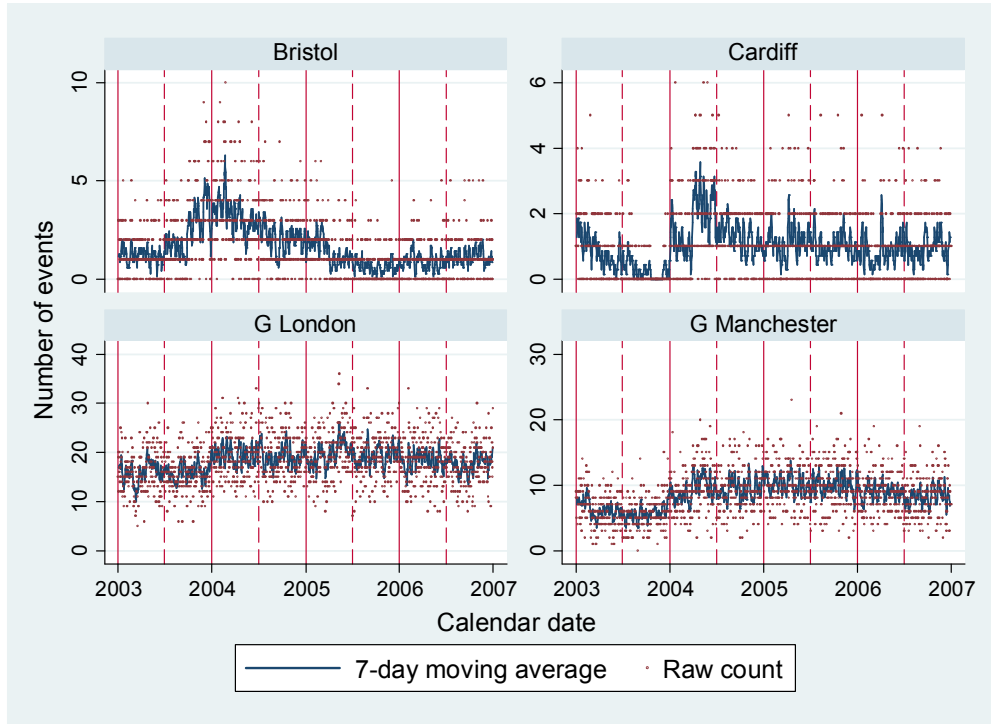 Bristol
Cardiff
10
5
0
6
4
2
0
Number of events
G London
G Manchester
40
30
20
10
0
30
20
10
0
2003 2004 2005 2006 2007
2003 2004 2005 2006 2007
Calendar date
7-day moving average
Raw count